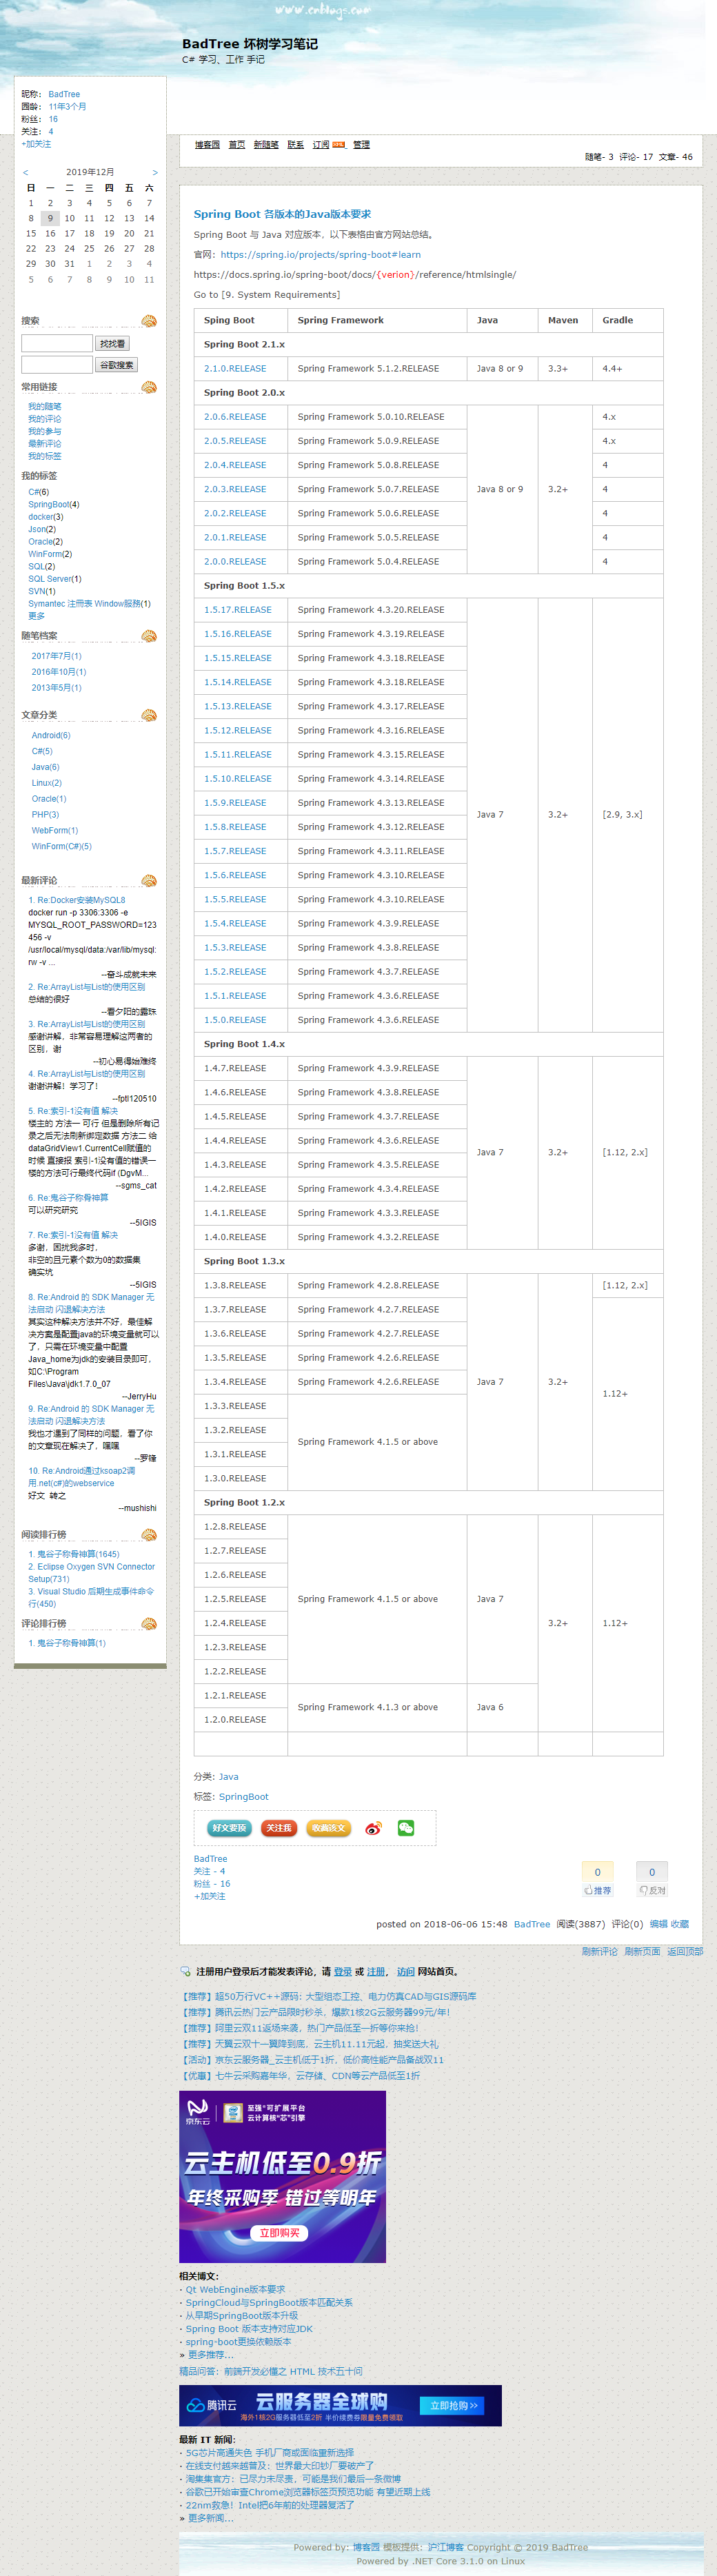 www.cnblogs.com
BadTree 坏树学习笔记
C# 学习、工作 手记
昵称： BadTree
园龄： 11年3个月
粉丝： 16
关注： 4
+加关注
< 2019年12月 >
日 一 二 三 四 五 六
1 2 3 4 5 6 7
8 9 10 11 12 13 14
15 16 17 18 19 20 21
22 23 24 25 26 27 28
29 30 31 1 2 3 4
5 6 7 8 9 10 11
搜索
找找看
谷歌搜索
常用链接
我的随笔
我的评论
我的参与
最新评论
我的标签
我的标签
C#(6)
SpringBoot(4)
docker(3)
Json(2)
Oracle(2)
WinForm(2)
SQL(2)
SQL Server(1)
SVN(1)
Symantec 注冊表 Window服務(1)
更多
随笔档案
2017年7月(1)
2016年10月(1)
2013年5月(1)
文章分类
Android(6)
C#(5)
Java(6)
Linux(2)
Oracle(1)
PHP(3)
WebForm(1)
WinForm(C#)(5)
最新评论
1. Re:Docker安装MySQL8
docker run -p 3306:3306 -e
MYSQL_ROOT_PASSWORD=123
456 -v
/usr/local/mysql/data:/var/lib/mysql:
rw -v ...
--奋斗成就未来
2. Re:ArrayList与List的使用区别
总结的很好
--看夕阳的露珠
3. Re:ArrayList与List的使用区别
感谢讲解，非常容易理解这两者的
区别，谢
--初心易得始难终
4. Re:ArrayList与List的使用区别
谢谢讲解！学习了！
--fptl120510
5. Re:索引-1没有值 解决
楼主的 方法一 可行 但是删除所有记
录之后无法刷新绑定数据 方法二 给
dataGridView1.CurrentCell赋值的
时候 直接报 索引-1没有值的错误一
楼的方法可行最终代码if (DgvM...
--sgms_cat
6. Re:鬼谷子称骨神算
可以研究研究
--5IGIS
7. Re:索引-1没有值 解决
多谢，困扰我多时，
非空的且元素个数为0的数据集
确实坑
--5IGIS
8. Re:Android 的 SDK Manager 无
法启动 闪退解决方法
其实这种解决方法并不好，最佳解
决方案是配置java的环境变量就可以
了，只需在环境变量中配置
Java_home为jdk的安装目录即可，
如C:\Program
Files\Java\jdk1.7.0_07
--JerryHu
9. Re:Android 的 SDK Manager 无
法启动 闪退解决方法
我也才遇到了同样的问题，看了你
的文章现在解决了，嘿嘿
--罗锋
10. Re:Android通过ksoap2调
用.net(c#)的webservice
好文 转之
--mushishi
阅读排行榜
1. 鬼谷子称骨神算(1645)
2. Eclipse Oxygen SVN Connector
Setup(731)
3. Visual Studio 后期生成事件命令
行(450)
评论排行榜
1. 鬼谷子称骨神算(1)
博客园 首页 新随笔 联系 订阅 XML 管理
随笔- 3 评论- 17 文章- 46
Spring Boot 各版本的Java版本要求
Spring Boot 与 Java 对应版本，以下表格由官方网站总结。
官网：https://spring.io/projects/spring-boot#learn
https://docs.spring.io/spring-boot/docs/{verion}/reference/htmlsingle/
Go to [9. System Requirements]
Sping Boot Spring Framework Java Maven Gradle
Spring Boot 2.1.x
2.1.0.RELEASE Spring Framework 5.1.2.RELEASE Java 8 or 9 3.3+ 4.4+
Spring Boot 2.0.x
2.0.6.RELEASE Spring Framework 5.0.10.RELEASE 4.x
2.0.5.RELEASE Spring Framework 5.0.9.RELEASE 4.x
2.0.4.RELEASE Spring Framework 5.0.8.RELEASE 4
2.0.3.RELEASE Spring Framework 5.0.7.RELEASE Java 8 or 9 3.2+ 4
2.0.2.RELEASE Spring Framework 5.0.6.RELEASE 4
2.0.1.RELEASE Spring Framework 5.0.5.RELEASE 4
2.0.0.RELEASE Spring Framework 5.0.4.RELEASE 4
Spring Boot 1.5.x
1.5.17.RELEASE Spring Framework 4.3.20.RELEASE
1.5.16.RELEASE Spring Framework 4.3.19.RELEASE
1.5.15.RELEASE Spring Framework 4.3.18.RELEASE
1.5.14.RELEASE Spring Framework 4.3.18.RELEASE
1.5.13.RELEASE Spring Framework 4.3.17.RELEASE
1.5.12.RELEASE Spring Framework 4.3.16.RELEASE
1.5.11.RELEASE Spring Framework 4.3.15.RELEASE
1.5.10.RELEASE Spring Framework 4.3.14.RELEASE
1.5.9.RELEASE Spring Framework 4.3.13.RELEASE
Java 7 3.2+ [2.9, 3.x]
1.5.8.RELEASE Spring Framework 4.3.12.RELEASE
1.5.7.RELEASE Spring Framework 4.3.11.RELEASE
1.5.6.RELEASE Spring Framework 4.3.10.RELEASE
1.5.5.RELEASE Spring Framework 4.3.10.RELEASE
1.5.4.RELEASE Spring Framework 4.3.9.RELEASE
1.5.3.RELEASE Spring Framework 4.3.8.RELEASE
1.5.2.RELEASE Spring Framework 4.3.7.RELEASE
1.5.1.RELEASE Spring Framework 4.3.6.RELEASE
1.5.0.RELEASE Spring Framework 4.3.6.RELEASE
Spring Boot 1.4.x
1.4.7.RELEASE Spring Framework 4.3.9.RELEASE
1.4.6.RELEASE Spring Framework 4.3.8.RELEASE
1.4.5.RELEASE Spring Framework 4.3.7.RELEASE
1.4.4.RELEASE Spring Framework 4.3.6.RELEASE
Java 7 3.2+ [1.12, 2.x]
1.4.3.RELEASE Spring Framework 4.3.5.RELEASE
1.4.2.RELEASE Spring Framework 4.3.4.RELEASE
1.4.1.RELEASE Spring Framework 4.3.3.RELEASE
1.4.0.RELEASE Spring Framework 4.3.2.RELEASE
Spring Boot 1.3.x
1.3.8.RELEASE Spring Framework 4.2.8.RELEASE [1.12, 2.x]
1.3.7.RELEASE Spring Framework 4.2.7.RELEASE
1.3.6.RELEASE Spring Framework 4.2.7.RELEASE
1.3.5.RELEASE Spring Framework 4.2.6.RELEASE
1.3.4.RELEASE Spring Framework 4.2.6.RELEASE Java 7 3.2+
1.12+
1.3.3.RELEASE
1.3.2.RELEASE
Spring Framework 4.1.5 or above
1.3.1.RELEASE
1.3.0.RELEASE
Spring Boot 1.2.x
1.2.8.RELEASE
1.2.7.RELEASE
1.2.6.RELEASE
1.2.5.RELEASE Spring Framework 4.1.5 or above Java 7
1.2.4.RELEASE 3.2+ 1.12+
1.2.3.RELEASE
1.2.2.RELEASE
1.2.1.RELEASE
Spring Framework 4.1.3 or above Java 6
1.2.0.RELEASE
分类: Java
标签: SpringBoot
好文要顶 关注我 收藏该文
BadTree
关注 - 4
粉丝 - 16
+加关注
0 0
推荐 反对
posted on 2018-06-06 15:48 BadTree 阅读(3887) 评论(0) 编辑 收藏
刷新评论 刷新页面 返回顶部
注册用户登录后才能发表评论，请 登录 或 注册， 访问 网站首页。
【推荐】超50万行VC++源码: 大型组态工控、电力仿真CAD与GIS源码库
【推荐】腾讯云热门云产品限时秒杀，爆款1核2G云服务器99元/年！
【推荐】阿里云双11返场来袭，热门产品低至一折等你来抢！
【推荐】天翼云双十一翼降到底，云主机11.11元起，抽奖送大礼
【活动】京东云服务器_云主机低于1折，低价高性能产品备战双11
【优惠】七牛云采购嘉年华，云存储、CDN等云产品低至1折
京东云
至强®可扩展平台
云计算核“芯”引擎
云主机低至0.9折
年终采购季 错过等明年
立即购买
相关博文：
· Qt WebEngine版本要求
· SpringCloud与SpringBoot版本匹配关系
· 从早期SpringBoot版本升级
· Spring Boot 版本支持对应JDK
· spring-boot更换依赖版本
» 更多推荐...
精品问答：前端开发必懂之 HTML 技术五十问
腾讯云 云服务器全球购 立即抢购>>
海外1核2G服务器低至2折 半价续费券限量免费领取
最新 IT 新闻:
· 5G芯片高通失色 手机厂商或面临重新选择
· 在线支付越来越普及：世界最大印钞厂要破产了
· 淘集集官方：已尽力未尽责，可能是我们最后一条微博
· 谷歌已开始审查Chrome浏览器标签页预览功能 有望近期上线
· 22nm救急！Intel把6年前的处理器复活了
» 更多新闻...
Powered by: 博客园 模板提供：沪江博客 Copyright © 2019 BadTree
Powered by .NET Core 3.1.0 on Linux